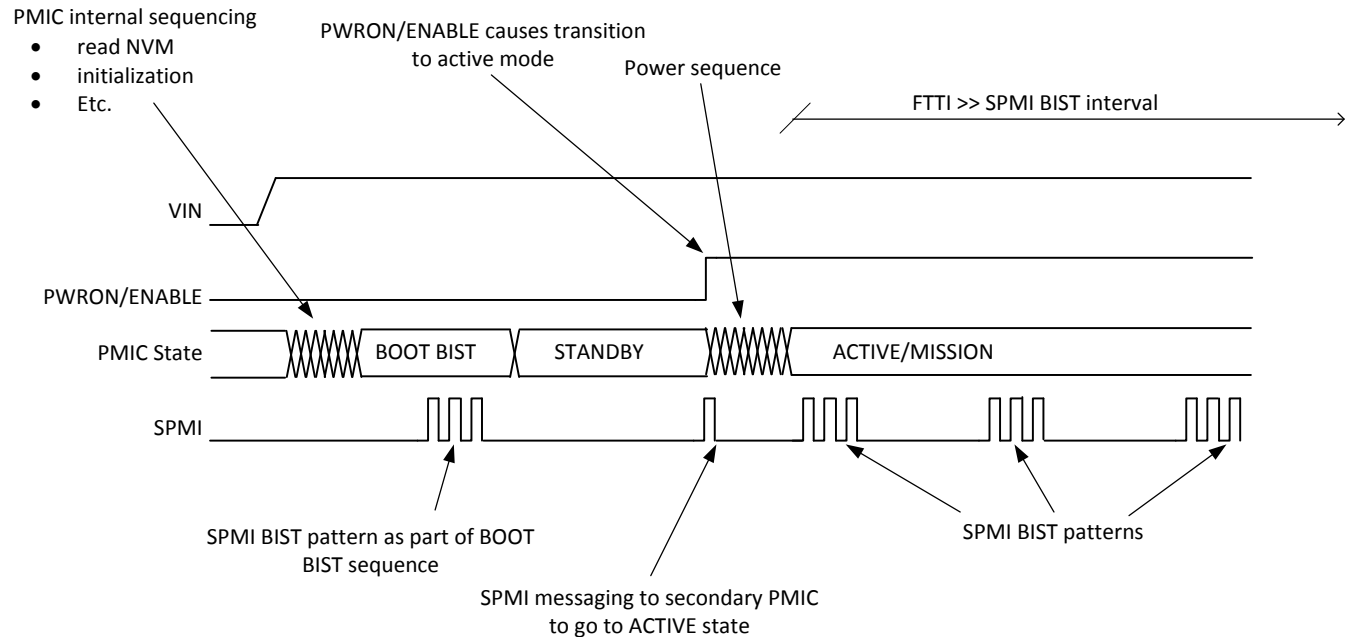 PMIC internal sequencing
• read NVM
• initialization
• Etc.
PWRON/ENABLE causes transition
to active mode
Power sequence
FTTI >> SPMI BIST interval
VIN
PWRON/ENABLE
PMIC State
BOOT BIST
STANDBY
ACTIVE/MISSION
SPMI
SPMI BIST pattern as part of BOOT
BIST sequence
SPMI messaging to secondary PMIC
to go to ACTIVE state
SPMI BIST patterns